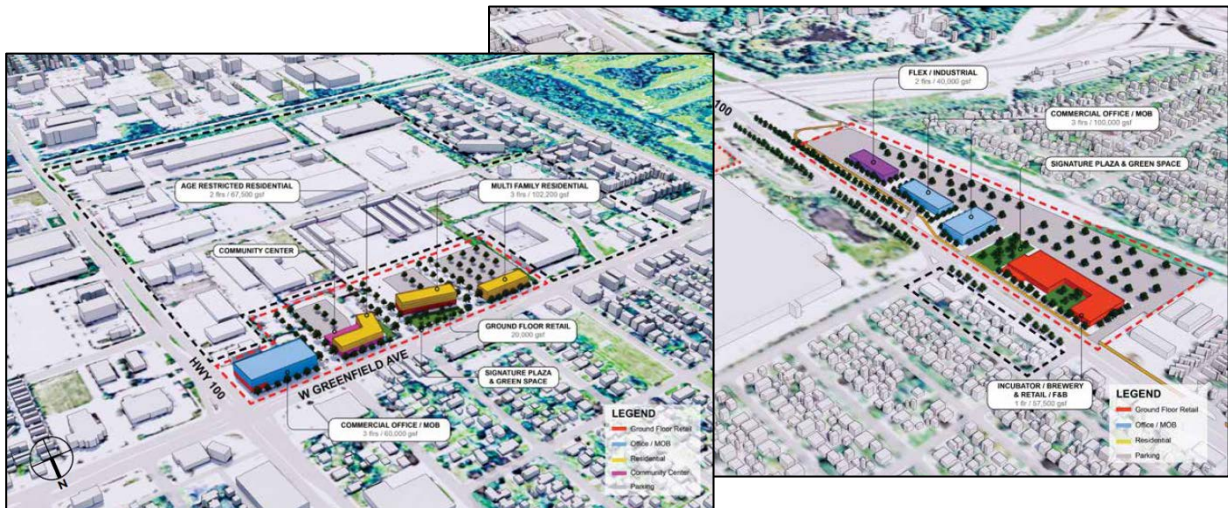 AGE RESTRICTED RESIDENTIAL
2 flrs / 67,500 gsf
MULTI FAMILY RESIDENTIAL
3 flrs / 102,200 gsf
COMMUNITY CENTER
GROUND FLOOR RETAIL
20,000 gsf
HWY 100
W GREENFIELD AVE
SIGNATURE PLAZA
& GREEN SPACE
COMMERCIAL OFFICE / MOB
3 flrs / 60,000 gsf
N
LEGEND
Ground Floor Retail
Office / MOB
Residential
Community Center
Parking
FLEX / INDUSTRIAL
2 flrs / 40,000 gsf
100
COMMERCIAL OFFICE / MOB
3 flrs / 100,000 gsf
SIGNATURE PLAZA & GREEN SPACE
INCUBATOR / BREWERY
& RETAIL / F&B
1 flr / 57,500 gsf
LEGEND
Ground Floor Retail
Office / MOB
Residential
Parking